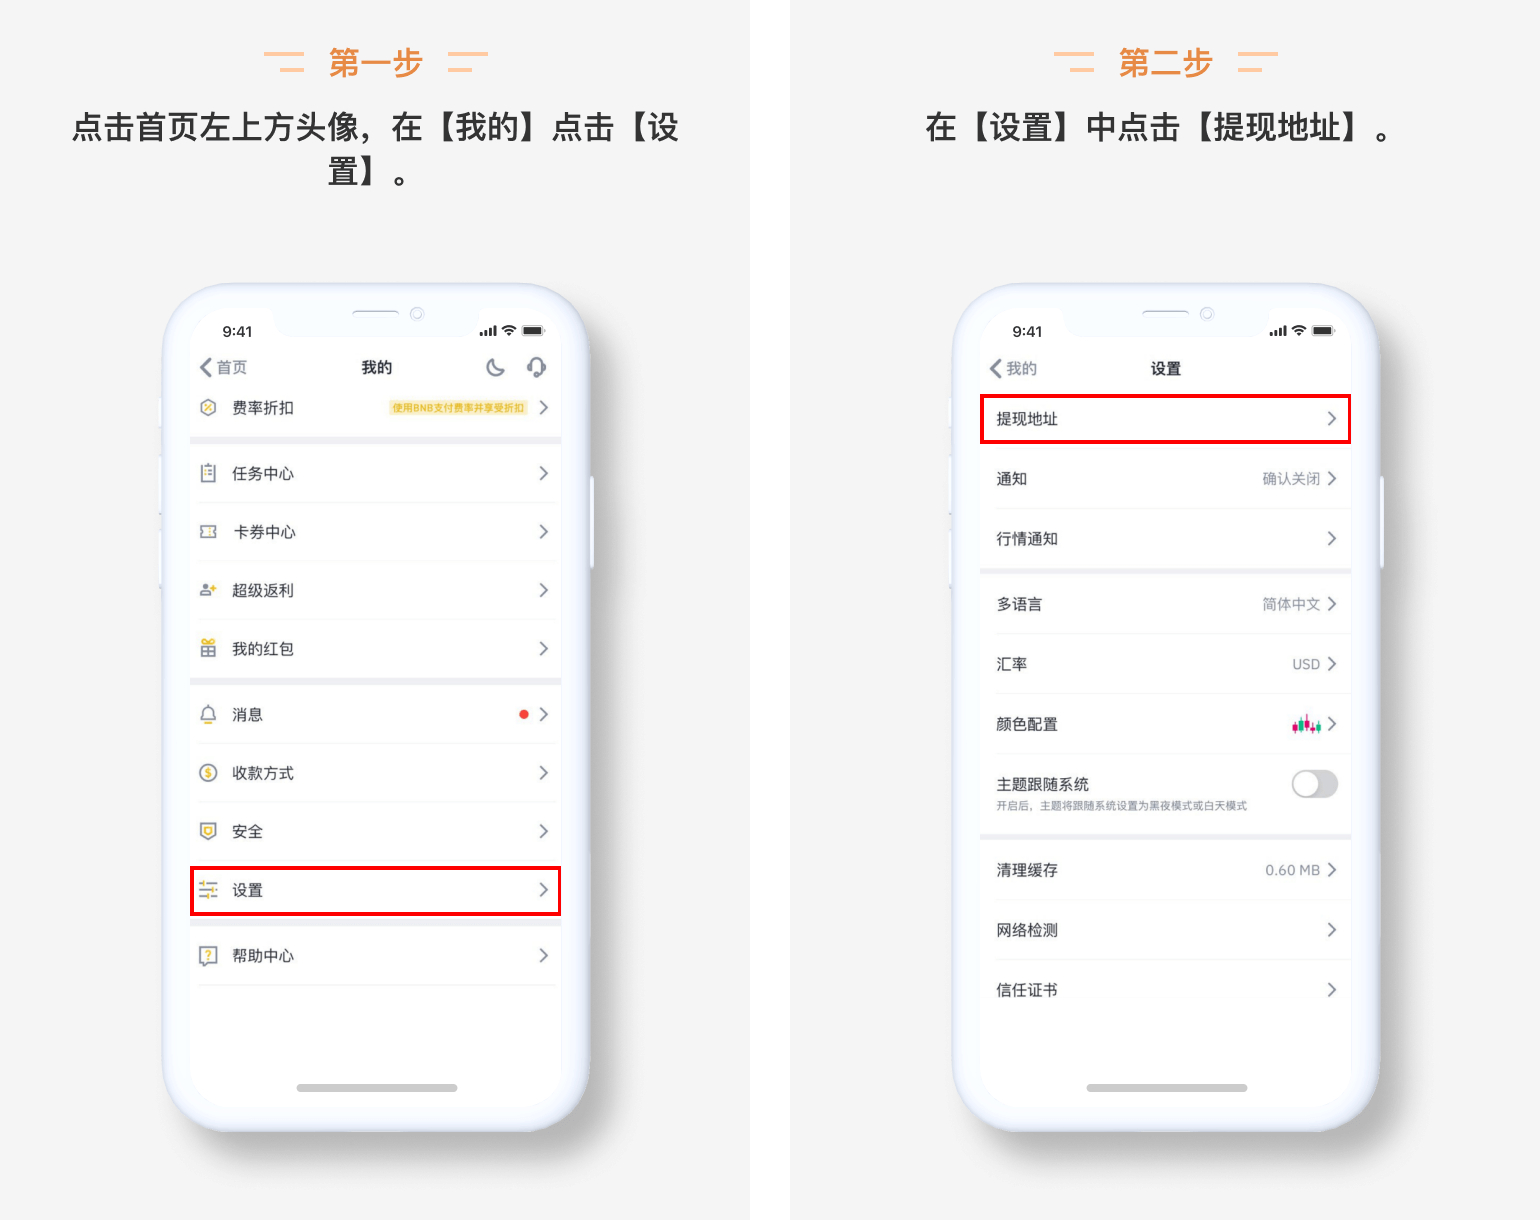 第一步
点击首页左上方头像，在【我的】点击【设
置】。
9:41
首页
我的
费率折扣
使用BNB支付费率并享受折扣
任务中心
卡券中心
超级返利
我的红包
消息
收款方式
安全
设置
帮助中心
第二步
在【设置】中点击【提现地址】。
9:41
我的
设置
提现地址
通知
确认关闭
行情通知
多语言
简体中文
汇率
USD
颜色配置
主题跟随系统
开启后，主题将跟随系统设置为黑夜模式或白天模式
清理缓存
0.60 MB
网络检测
信任证书